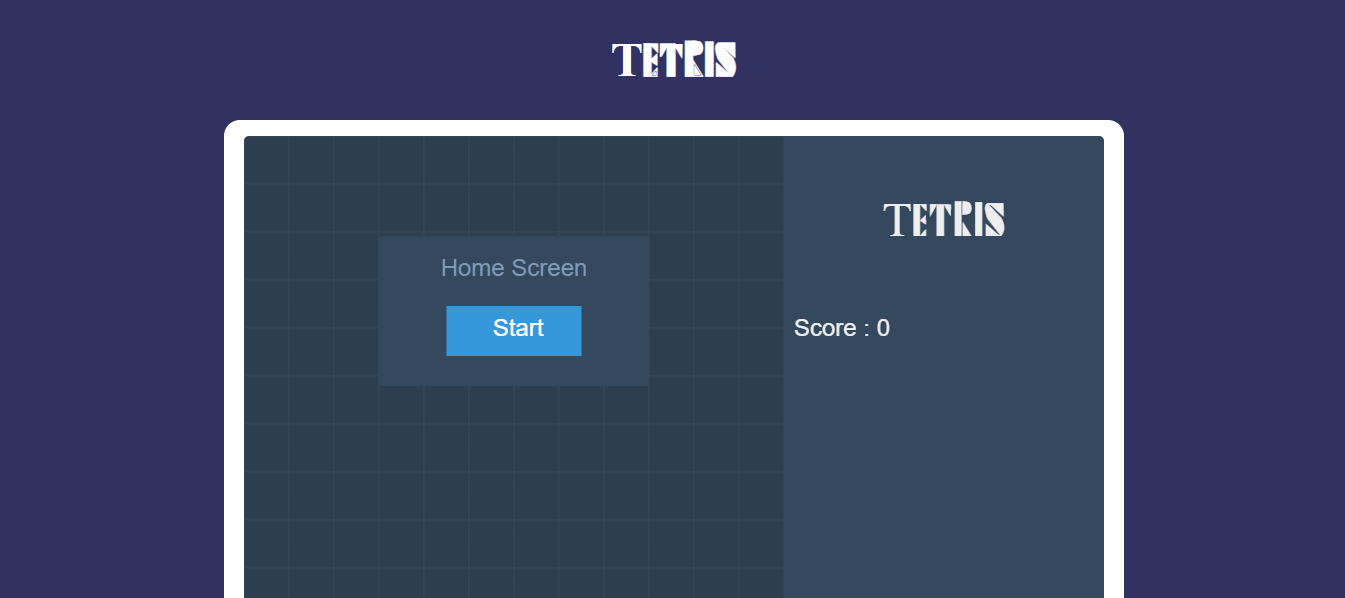 TETRIS
TETRIS
Home Screen
Start
Score : 0